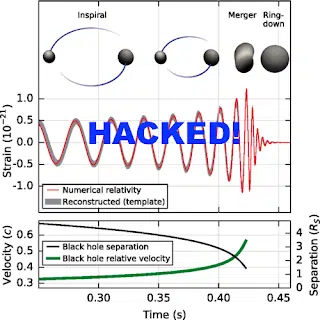 Inspiral
Merger Ring-
down
Strain (10⁻²¹)
1.0
0.5
0.0
-0.5
-1.0
HACKED!
Numerical relativity
Reconstructed (template)
Velocity (c)
0.6
0.5
0.4
0.3
Black hole separation
Black hole relative velocity
4
3
2
1
0
Separation (R_S)
0.30
0.35
0.40
0.45
Time (s)